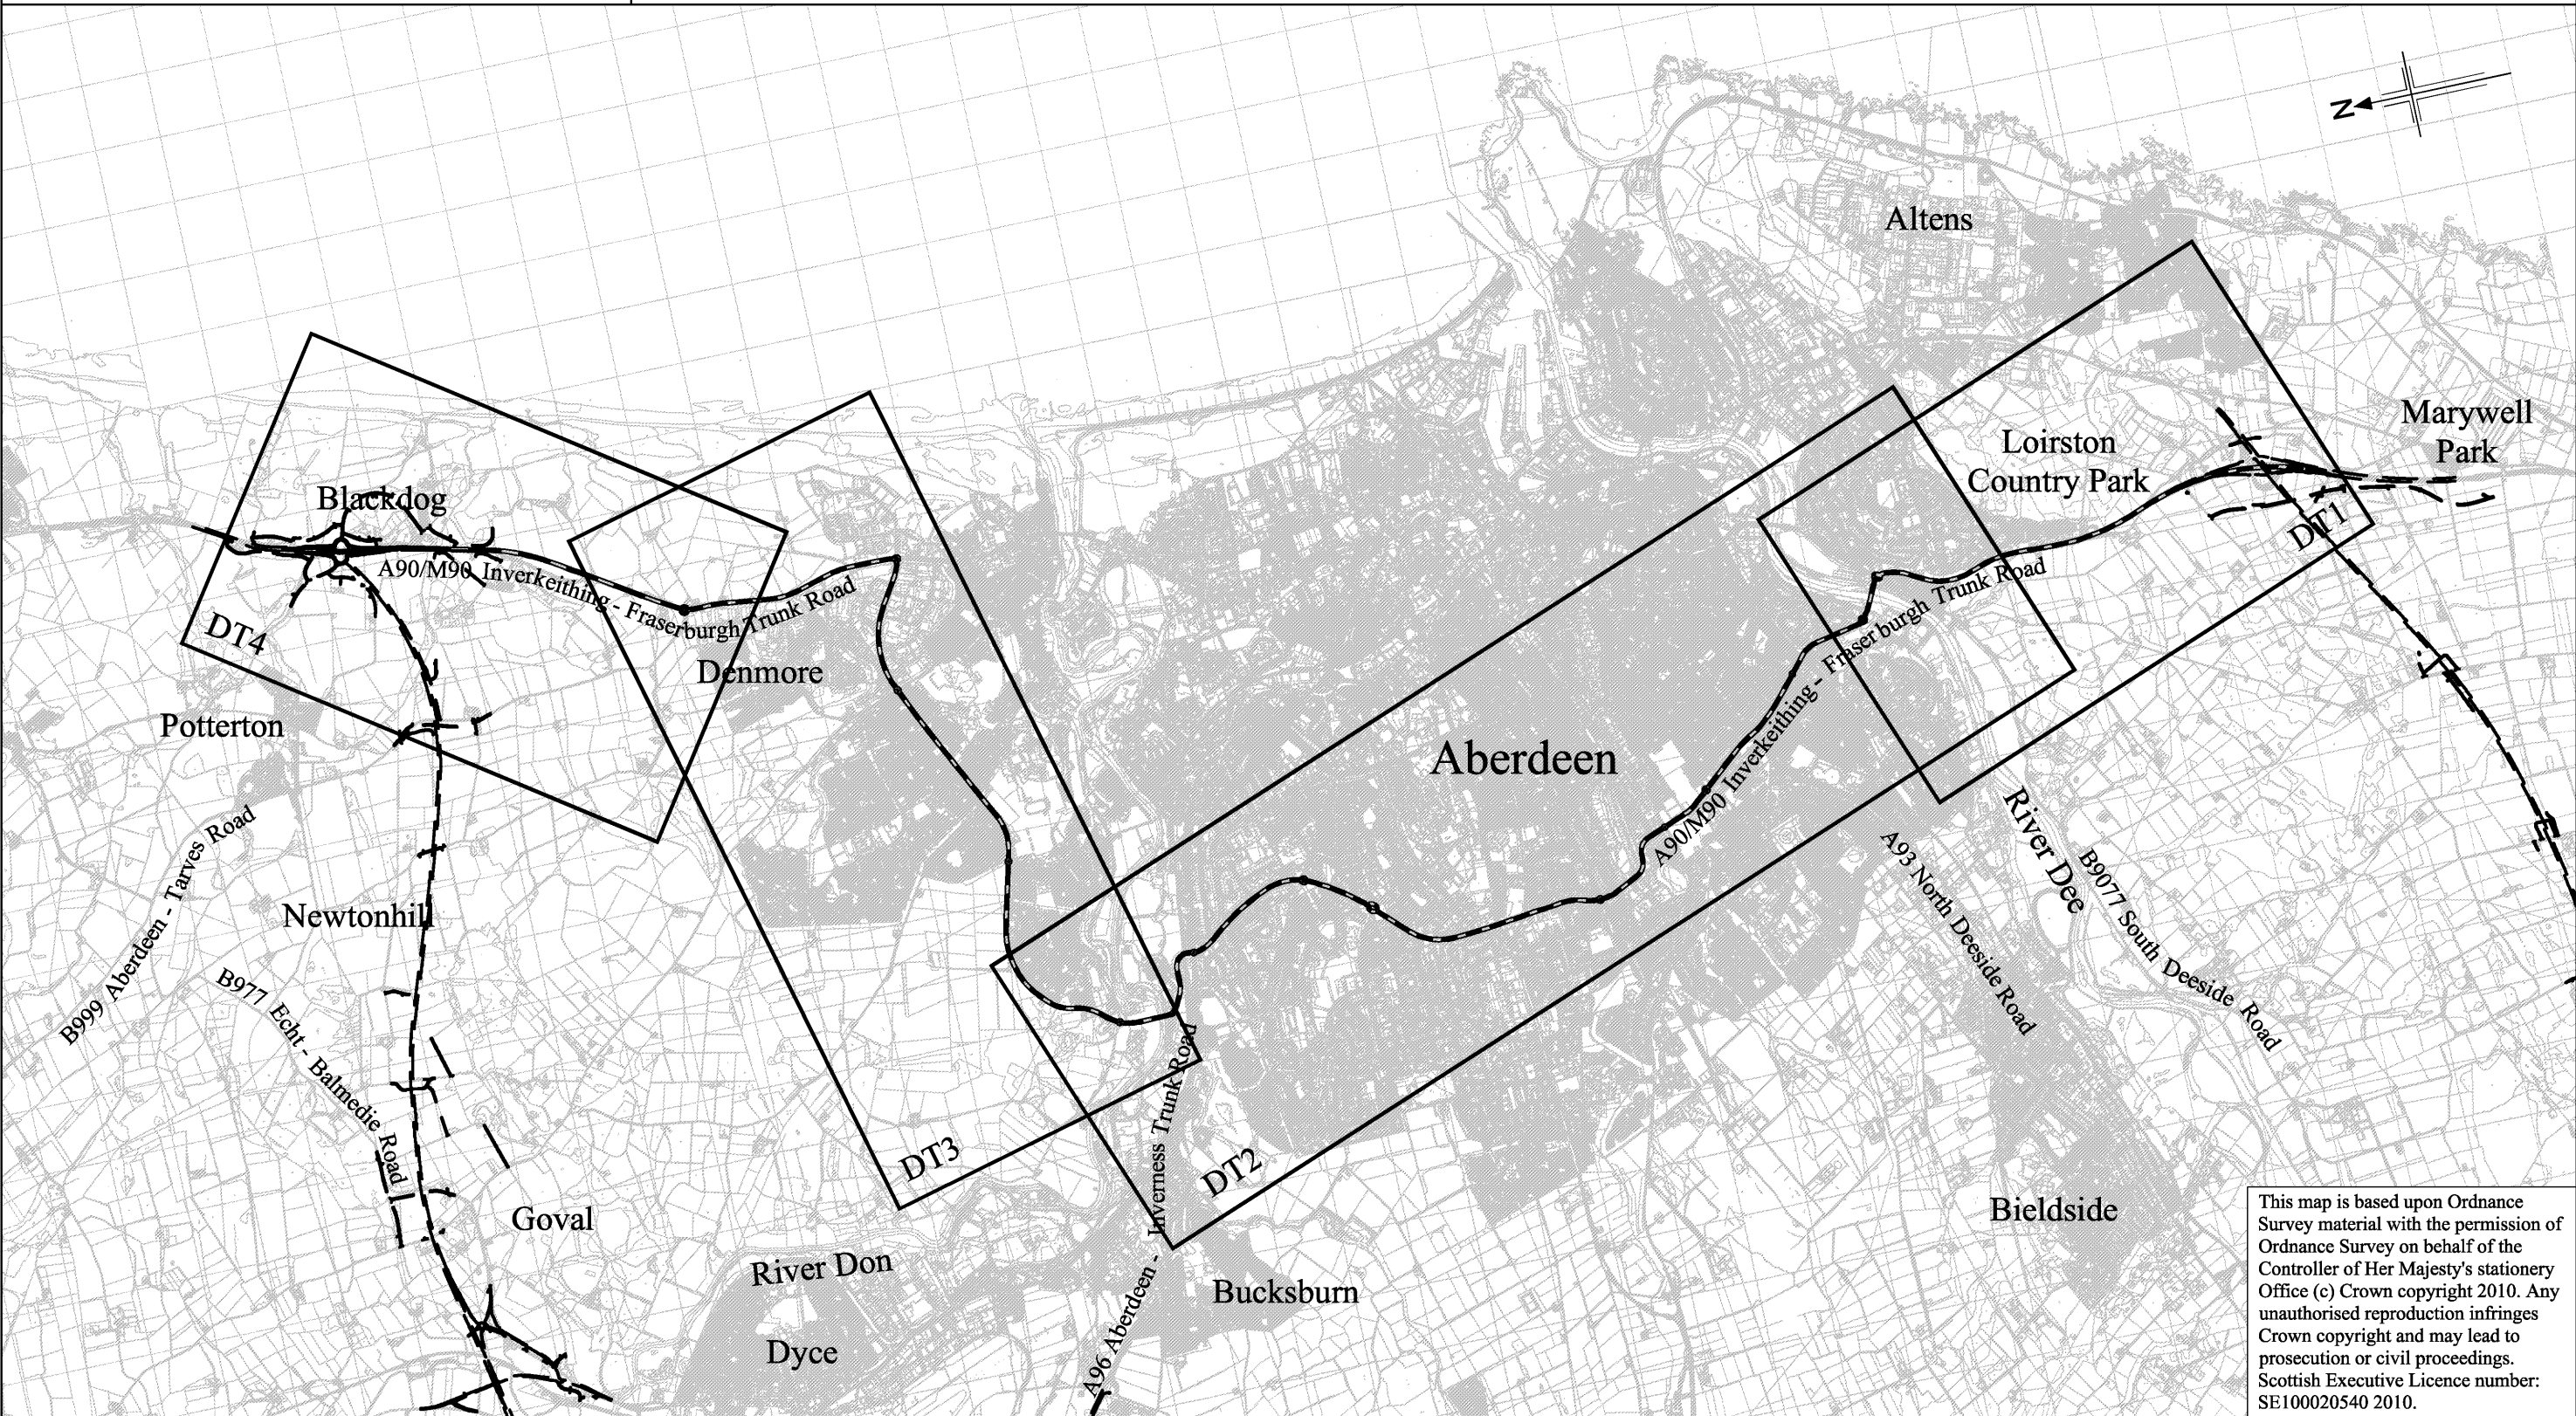 N
Altens
Marywell
Park
Loirston
Country Park
Blackdog
DT1
A90/M90 Inverkeithing - Fraserburgh Trunk Road
A90/M90 Inverkeithing - Fraserburgh Trunk Road
DT4
Denmore
Potterton
Aberdeen
River Dee
A93 North Deeside Road
B9077 South Deeside Road
B999 Aberdeen - Tarves Road
Newtonhill
B977 Echt - Balmedie Road
DT3
DT2
A96 Aberdeen - Inverness Trunk Road
Goval
Bieldside
River Don
Bucksburn
Dyce
This map is based upon Ordnance
Survey material with the permission of
Ordnance Survey on behalf of the
Controller of Her Majesty's stationery
Office (c) Crown copyright 2010. Any
unauthorised reproduction infringes
Crown copyright and may lead to
prosecution or civil proceedings.
Scottish Executive Licence number:
SE100020540 2010.